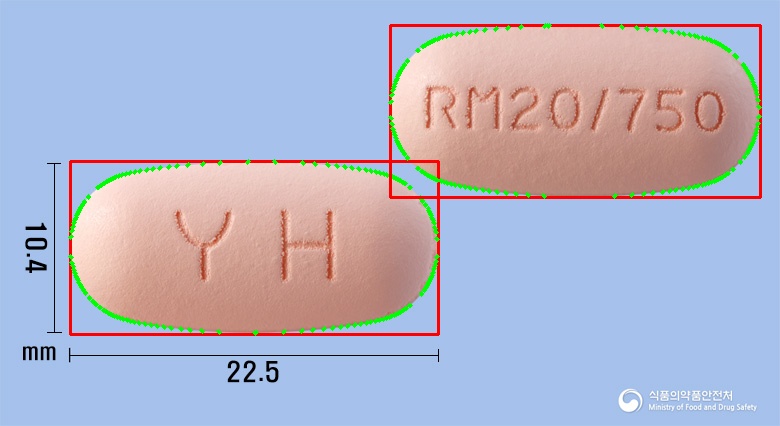 RM20/750
YH
10.4
mm
22.5
식품의약품안전처
Ministry of Food and Drug Safety